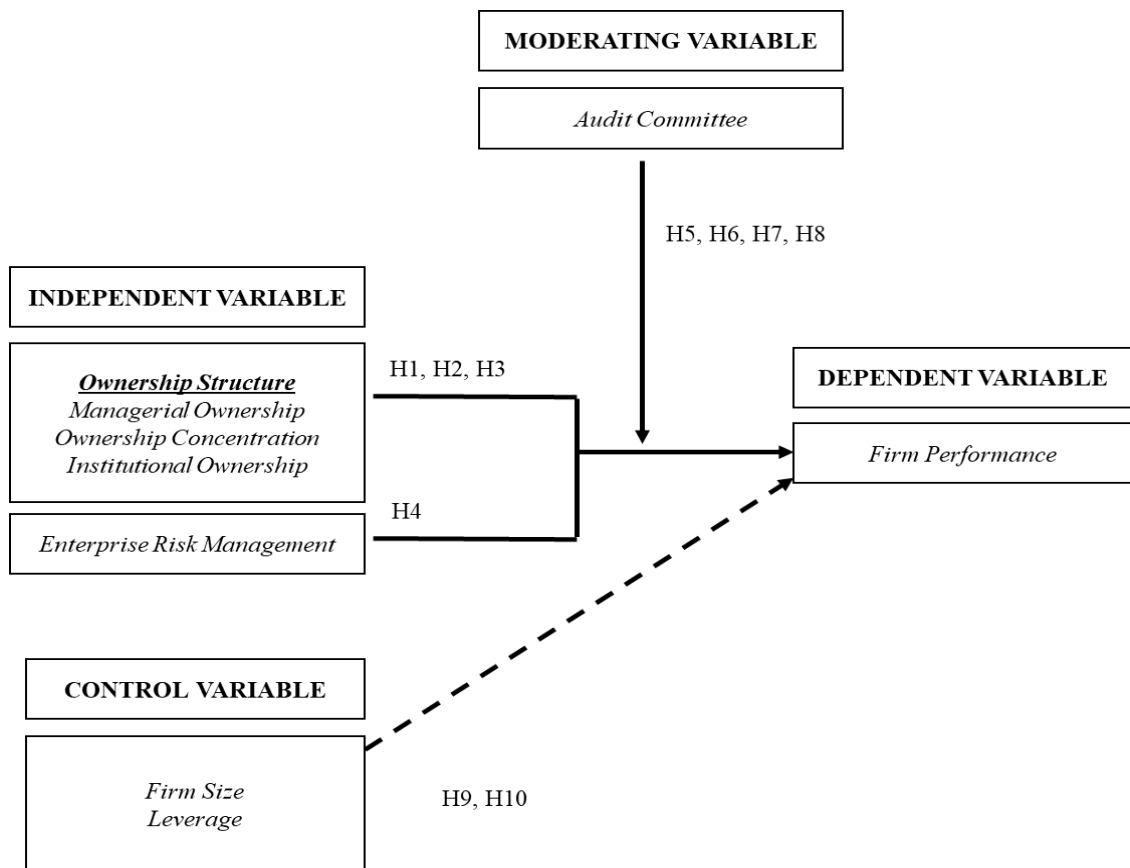 MODERATING VARIABLE
Audit Committee
H5, H6, H7, H8
INDEPENDENT VARIABLE
Ownership Structure
Managerial Ownership
Ownership Concentration
Institutional Ownership
H1, H2, H3
Enterprise Risk Management
H4
DEPENDENT VARIABLE
Firm Performance
CONTROL VARIABLE
Firm Size
Leverage
H9, H10